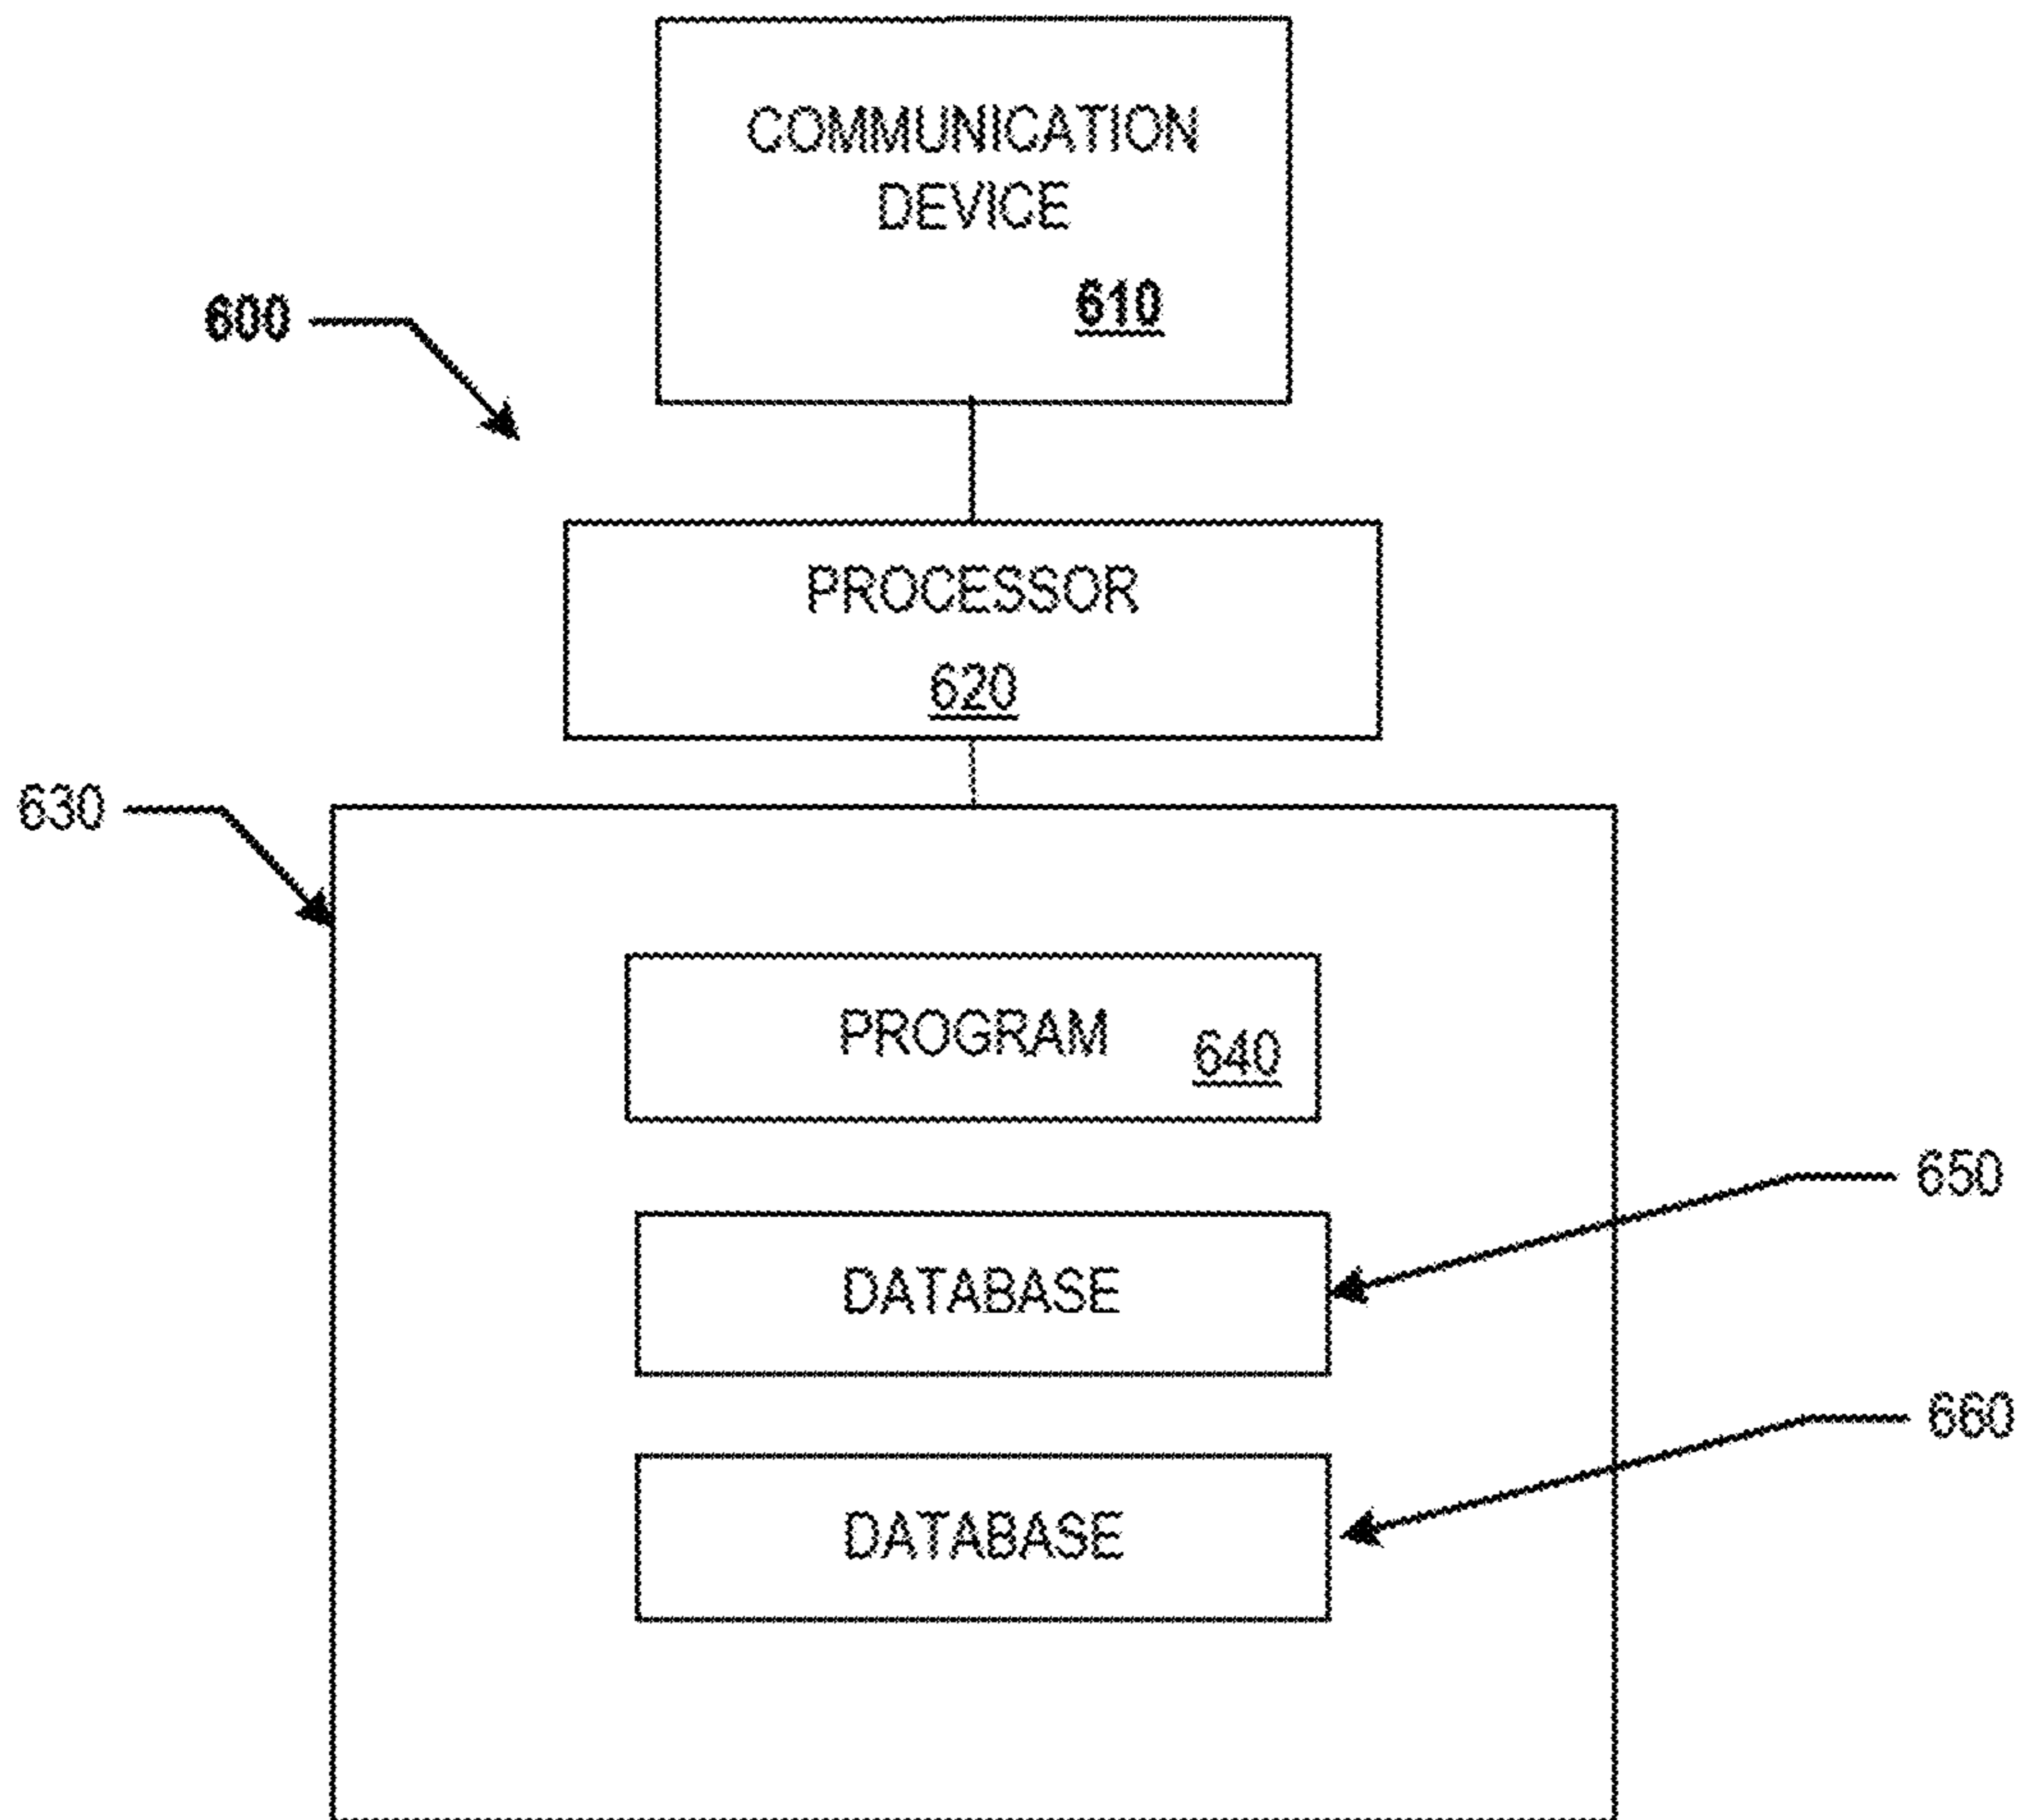 COMMUNICATION
DEVICE
610
600
PROCESSOR
620
630
PROGRAM
640
650
DATABASE
660
DATABASE